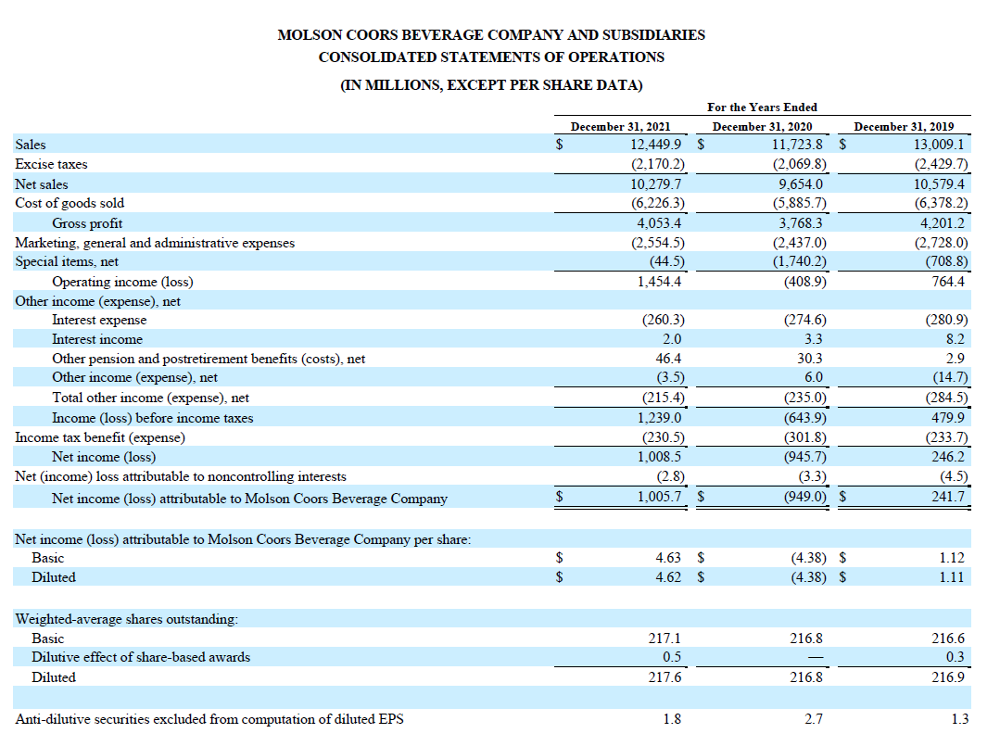 MOLSON COORS BEVERAGE COMPANY AND SUBSIDIARIES
CONSOLIDATED STATEMENTS OF OPERATIONS
(IN MILLIONS, EXCEPT PER SHARE DATA)
For the Years Ended
December 31, 2021 December 31, 2020 December 31, 2019
Sales $ 12,449.9 $ 11,723.8 $ 13,009.1
Excise taxes (2,170.2) (2,069.8) (2,429.7)
Net sales 10,279.7 9,654.0 10,579.4
Cost of goods sold (6,226.3) (5,885.7) (6,378.2)
Gross profit 4,053.4 3,768.3 4,201.2
Marketing, general and administrative expenses (2,554.5) (2,437.0) (2,728.0)
Special items, net (44.5) (1,740.2) (708.8)
Operating income (loss) 1,454.4 (408.9) 764.4
Other income (expense), net
Interest expense (260.3) (274.6) (280.9)
Interest income 2.0 3.3 8.2
Other pension and postretirement benefits (costs), net 46.4 30.3 2.9
Other income (expense), net (3.5) 6.0 (14.7)
Total other income (expense), net (215.4) (235.0) (284.5)
Income (loss) before income taxes 1,239.0 (643.9) 479.9
Income tax benefit (expense) (230.5) (301.8) (233.7)
Net income (loss) 1,008.5 (945.7) 246.2
Net (income) loss attributable to noncontrolling interests (2.8) (3.3) (4.5)
Net income (loss) attributable to Molson Coors Beverage Company $ 1,005.7 $ (949.0) $ 241.7
Net income (loss) attributable to Molson Coors Beverage Company per share:
Basic $ 4.63 $ (4.38) $ 1.12
Diluted $ 4.62 $ (4.38) $ 1.11
Weighted-average shares outstanding:
Basic 217.1 216.8 216.6
Dilutive effect of share-based awards 0.5 — 0.3
Diluted 217.6 216.8 216.9
Anti-dilutive securities excluded from computation of diluted EPS 1.8 2.7 1.3